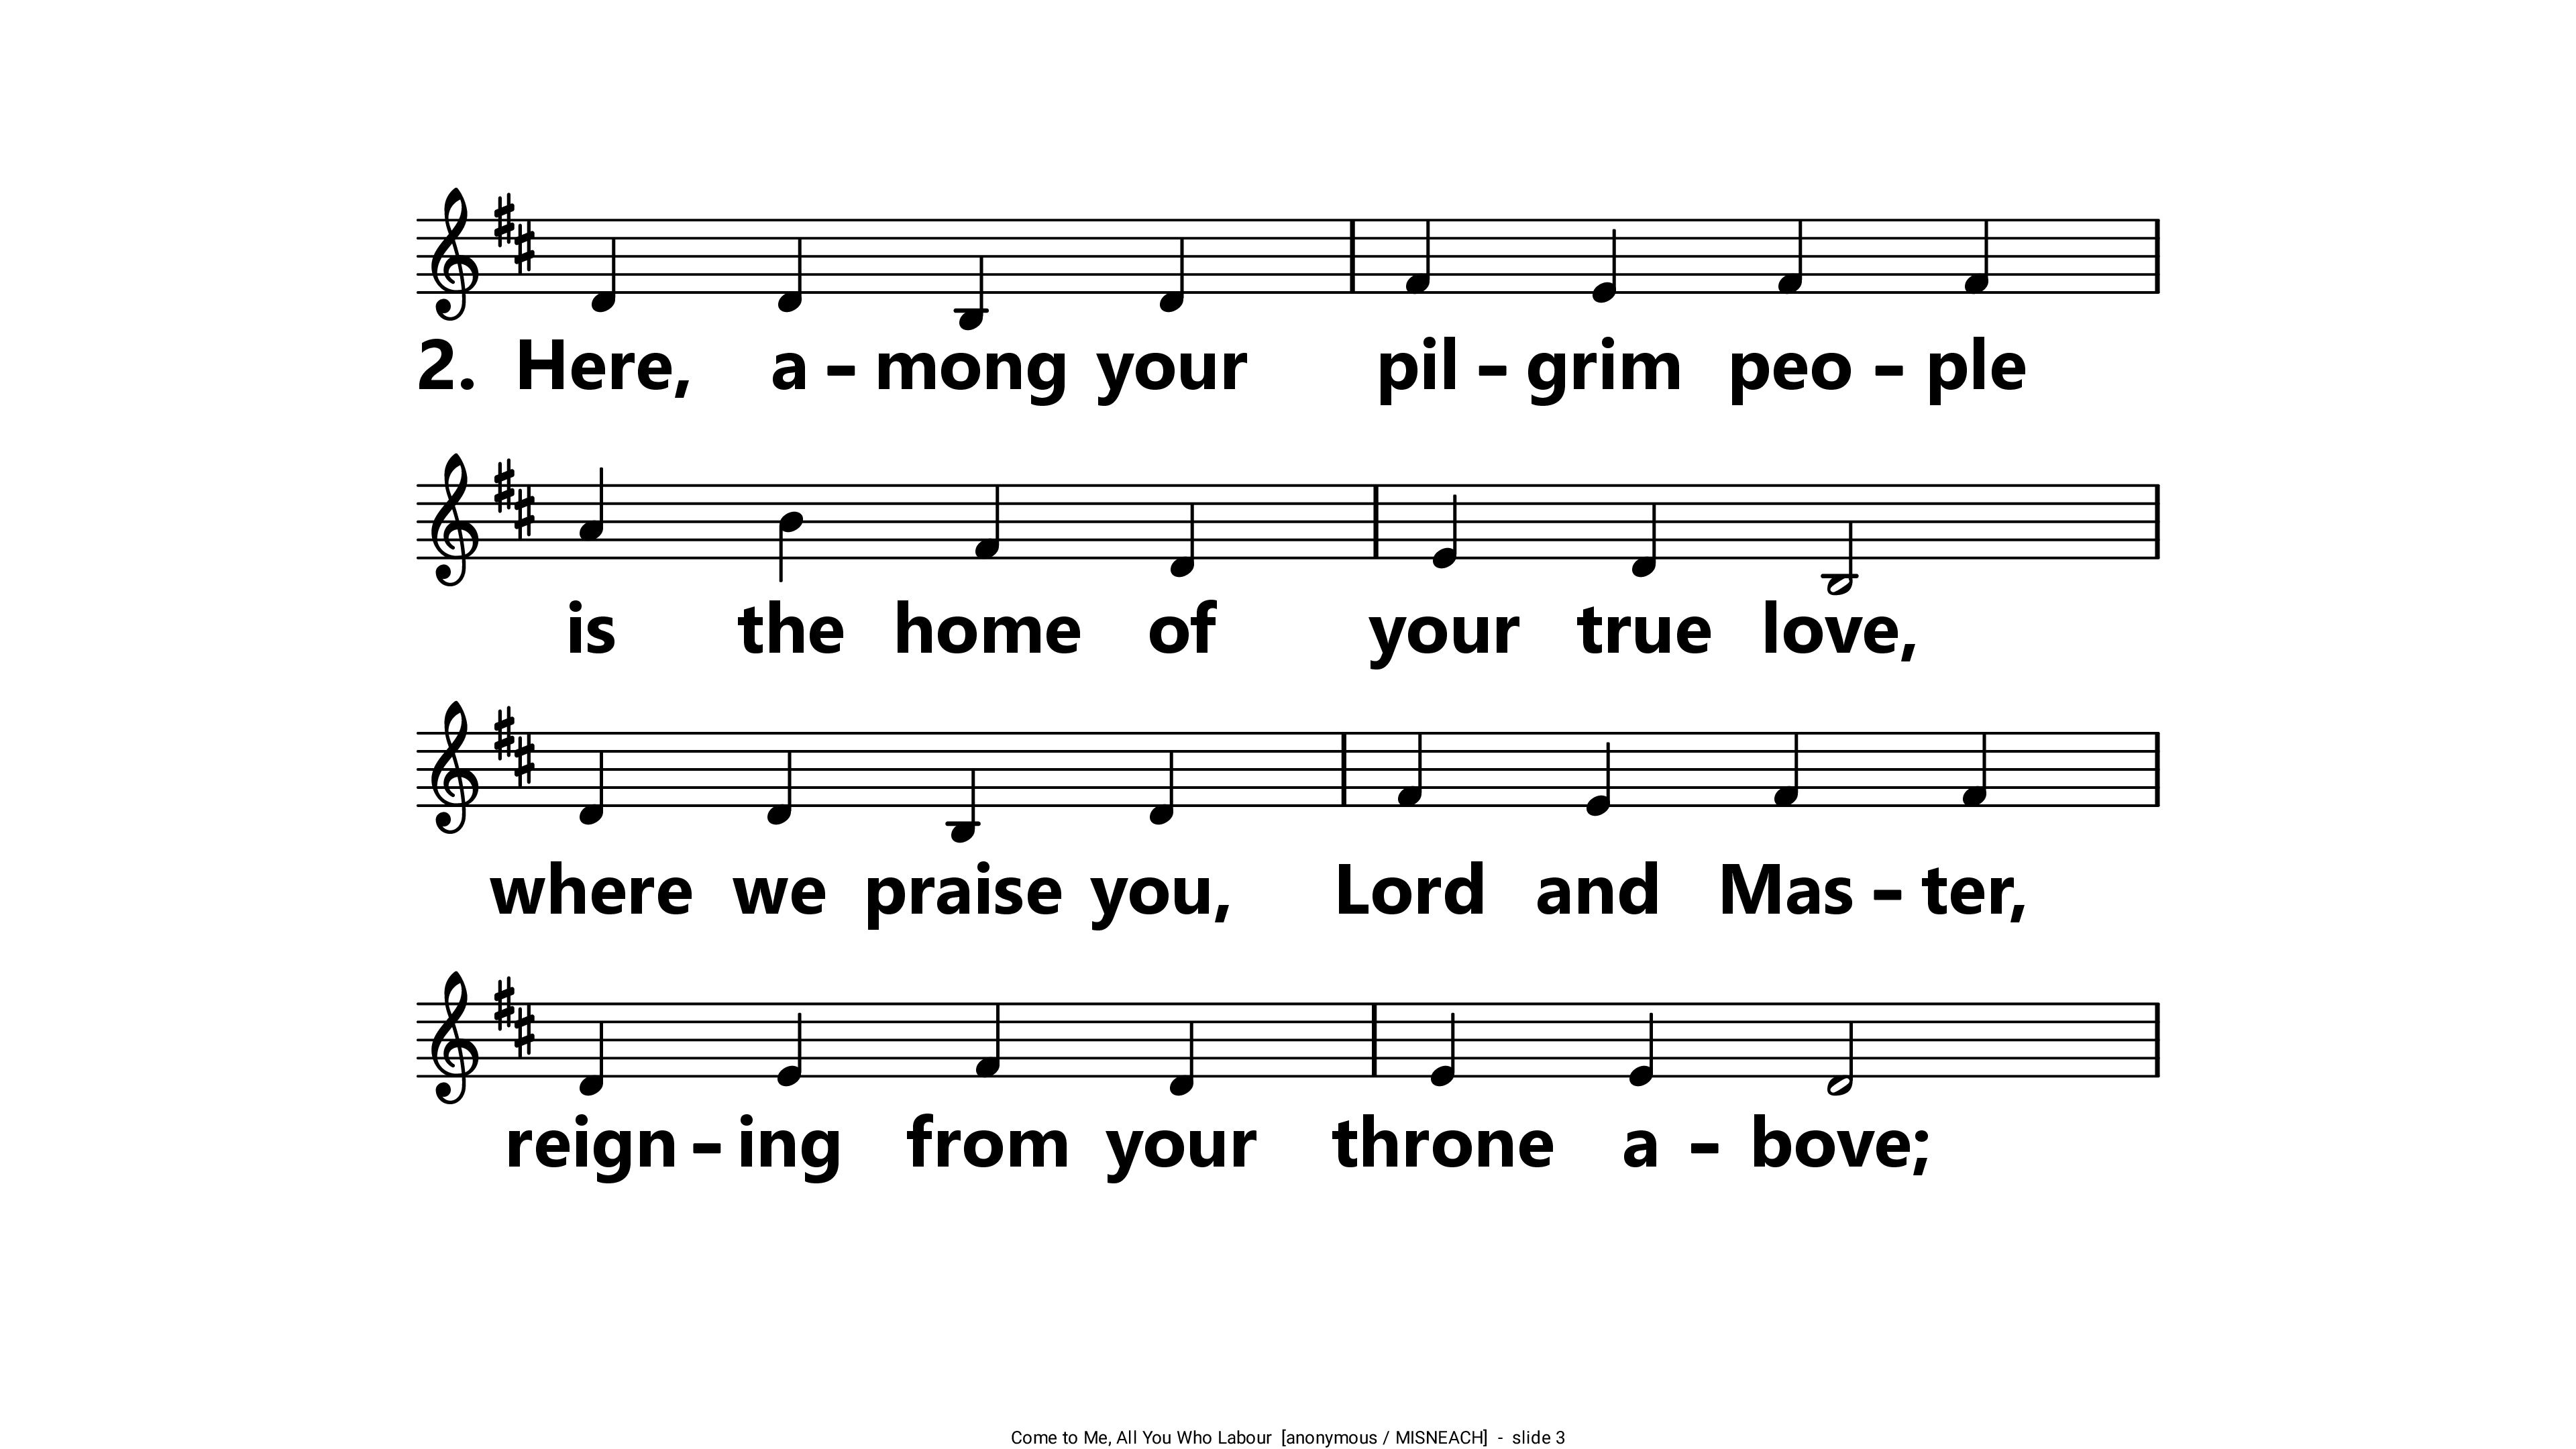 2. Here, a - mong your pil - grim peo - ple
is the home of your true love,
where we praise you, Lord and Mas - ter,
reign - ing from your throne a - bove;
Come to Me, All You Who Labour [anonymous / MISNEACH] - slide 3